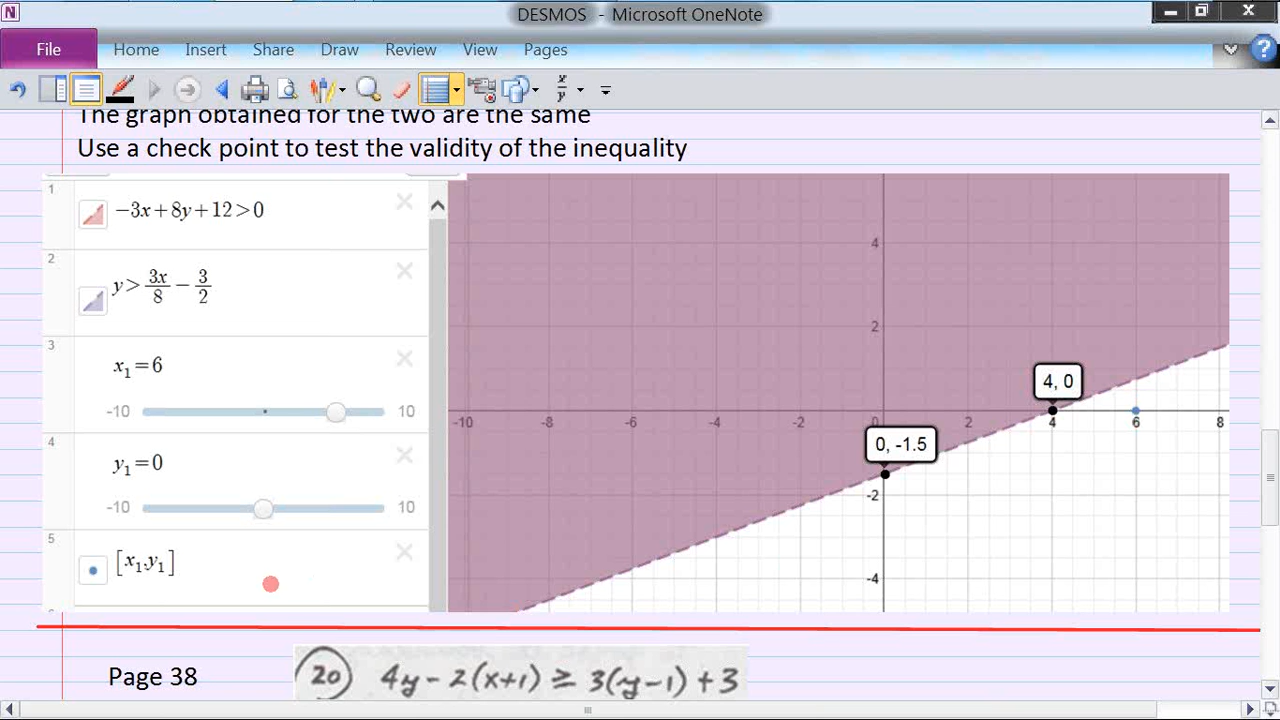 DESMOS - Microsoft OneNote
File Home Insert Share Draw Review View Pages
The graph obtained for the two are the same
Use a check point to test the validity of the inequality
1
-3x+8y+12>0
2
y> 3x/8 - 3/2
3
x₁=6
-10 10
4
y₁=0
-10 10
5
[x₁,y₁]
4
2
4, 0
-10 -8 -6 -4 -2 0 2 4 6 8
0, -1.5
-2
-4
Page 38
20 4y - 2(x+1) ≥ 3(y-1) + 3